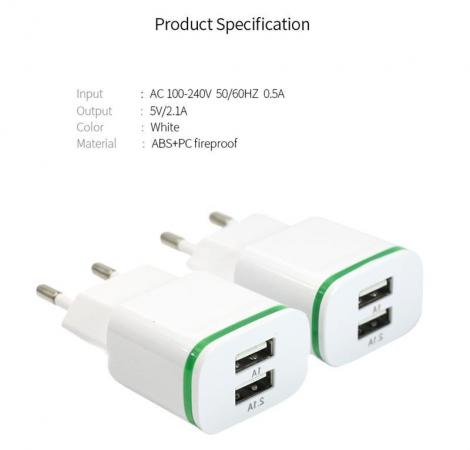 Product Specification
Input : AC 100-240V 50/60HZ 0.5A
Output : 5V/2.1A
Color : White
Material : ABS+PC fireproof
1A
2.1A
1A
2.1A